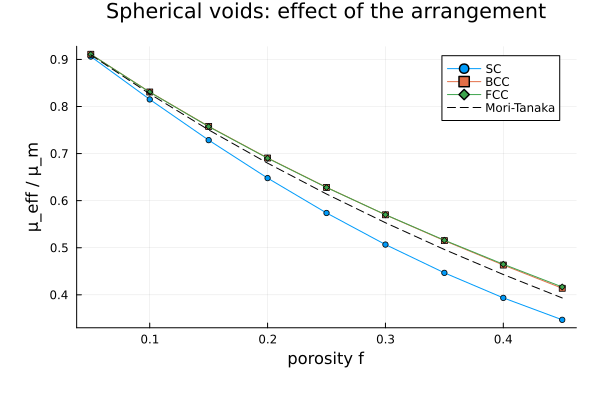 Spherical voids: effect of the arrangement
μ_eff / μ_m
0.9
0.8
0.7
0.6
0.5
0.4
SC
BCC
FCC
Mori-Tanaka
0.1
0.2
0.3
0.4
porosity f